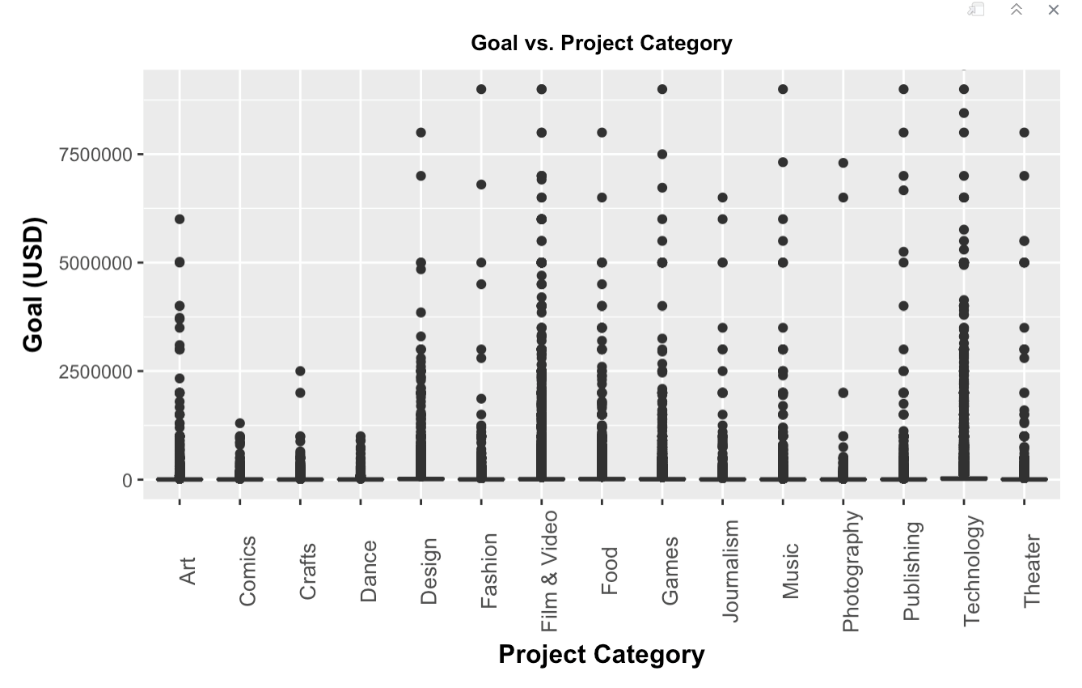 Goal vs. Project Category
Goal (USD)
7500000
5000000
2500000
0
Art
Comics
Crafts
Dance
Design
Fashion
Film & Video
Food
Games
Journalism
Music
Photography
Publishing
Technology
Theater
Project Category